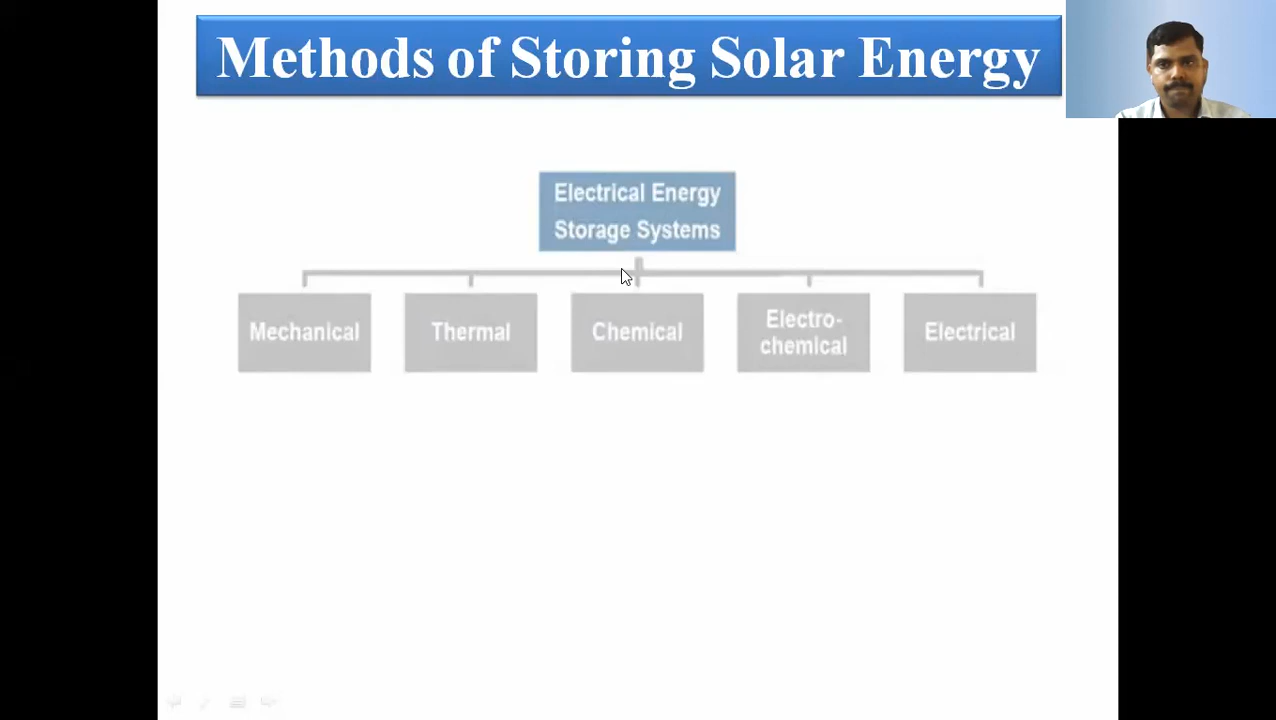 Methods of Storing Solar Energy
Electrical Energy
Storage Systems
Mechanical
Thermal
Chemical
Electro-
chemical
Electrical